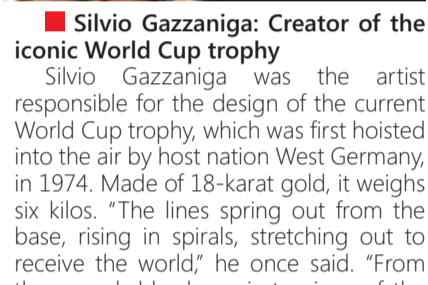 Silvio Gazzaniga: Creator of the
iconic World Cup trophy
Silvio Gazzaniga was the artist
responsible for the design of the current
World Cup trophy, which was first hoisted
into the air by host nation West Germany,
in 1974. Made of 18-karat gold, it weighs
six kilos. “The lines spring out from the
base, rising in spirals, stretching out to
receive the world,” he once said. “From